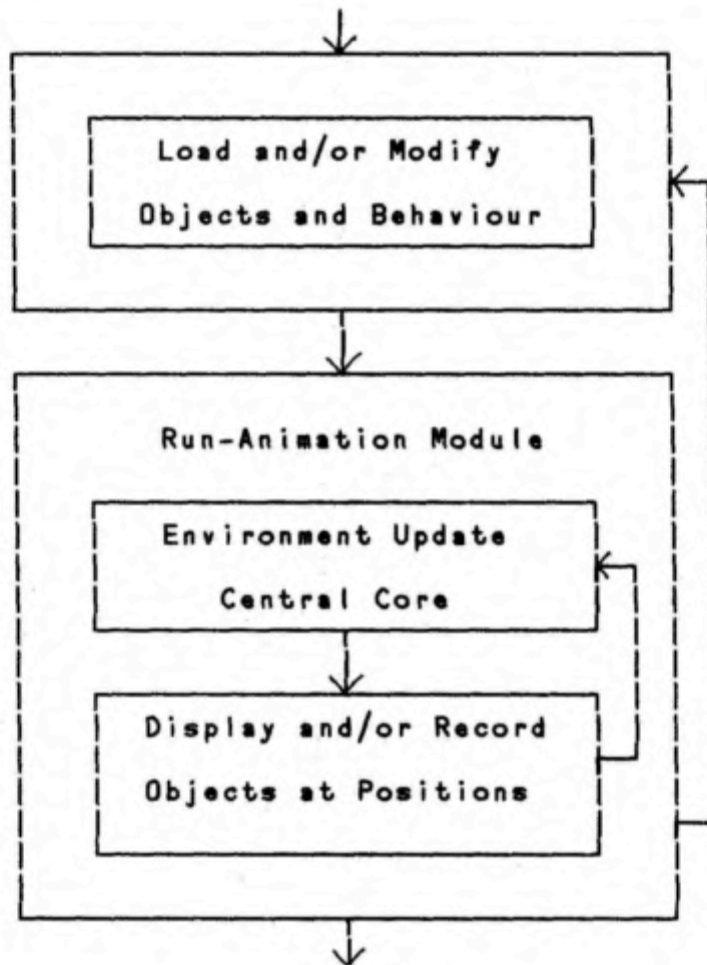 Load and/or Modify
Objects and Behaviour
Run-Animation Module
Environment Update
Central Core
Display and/or Record
Objects at Positions